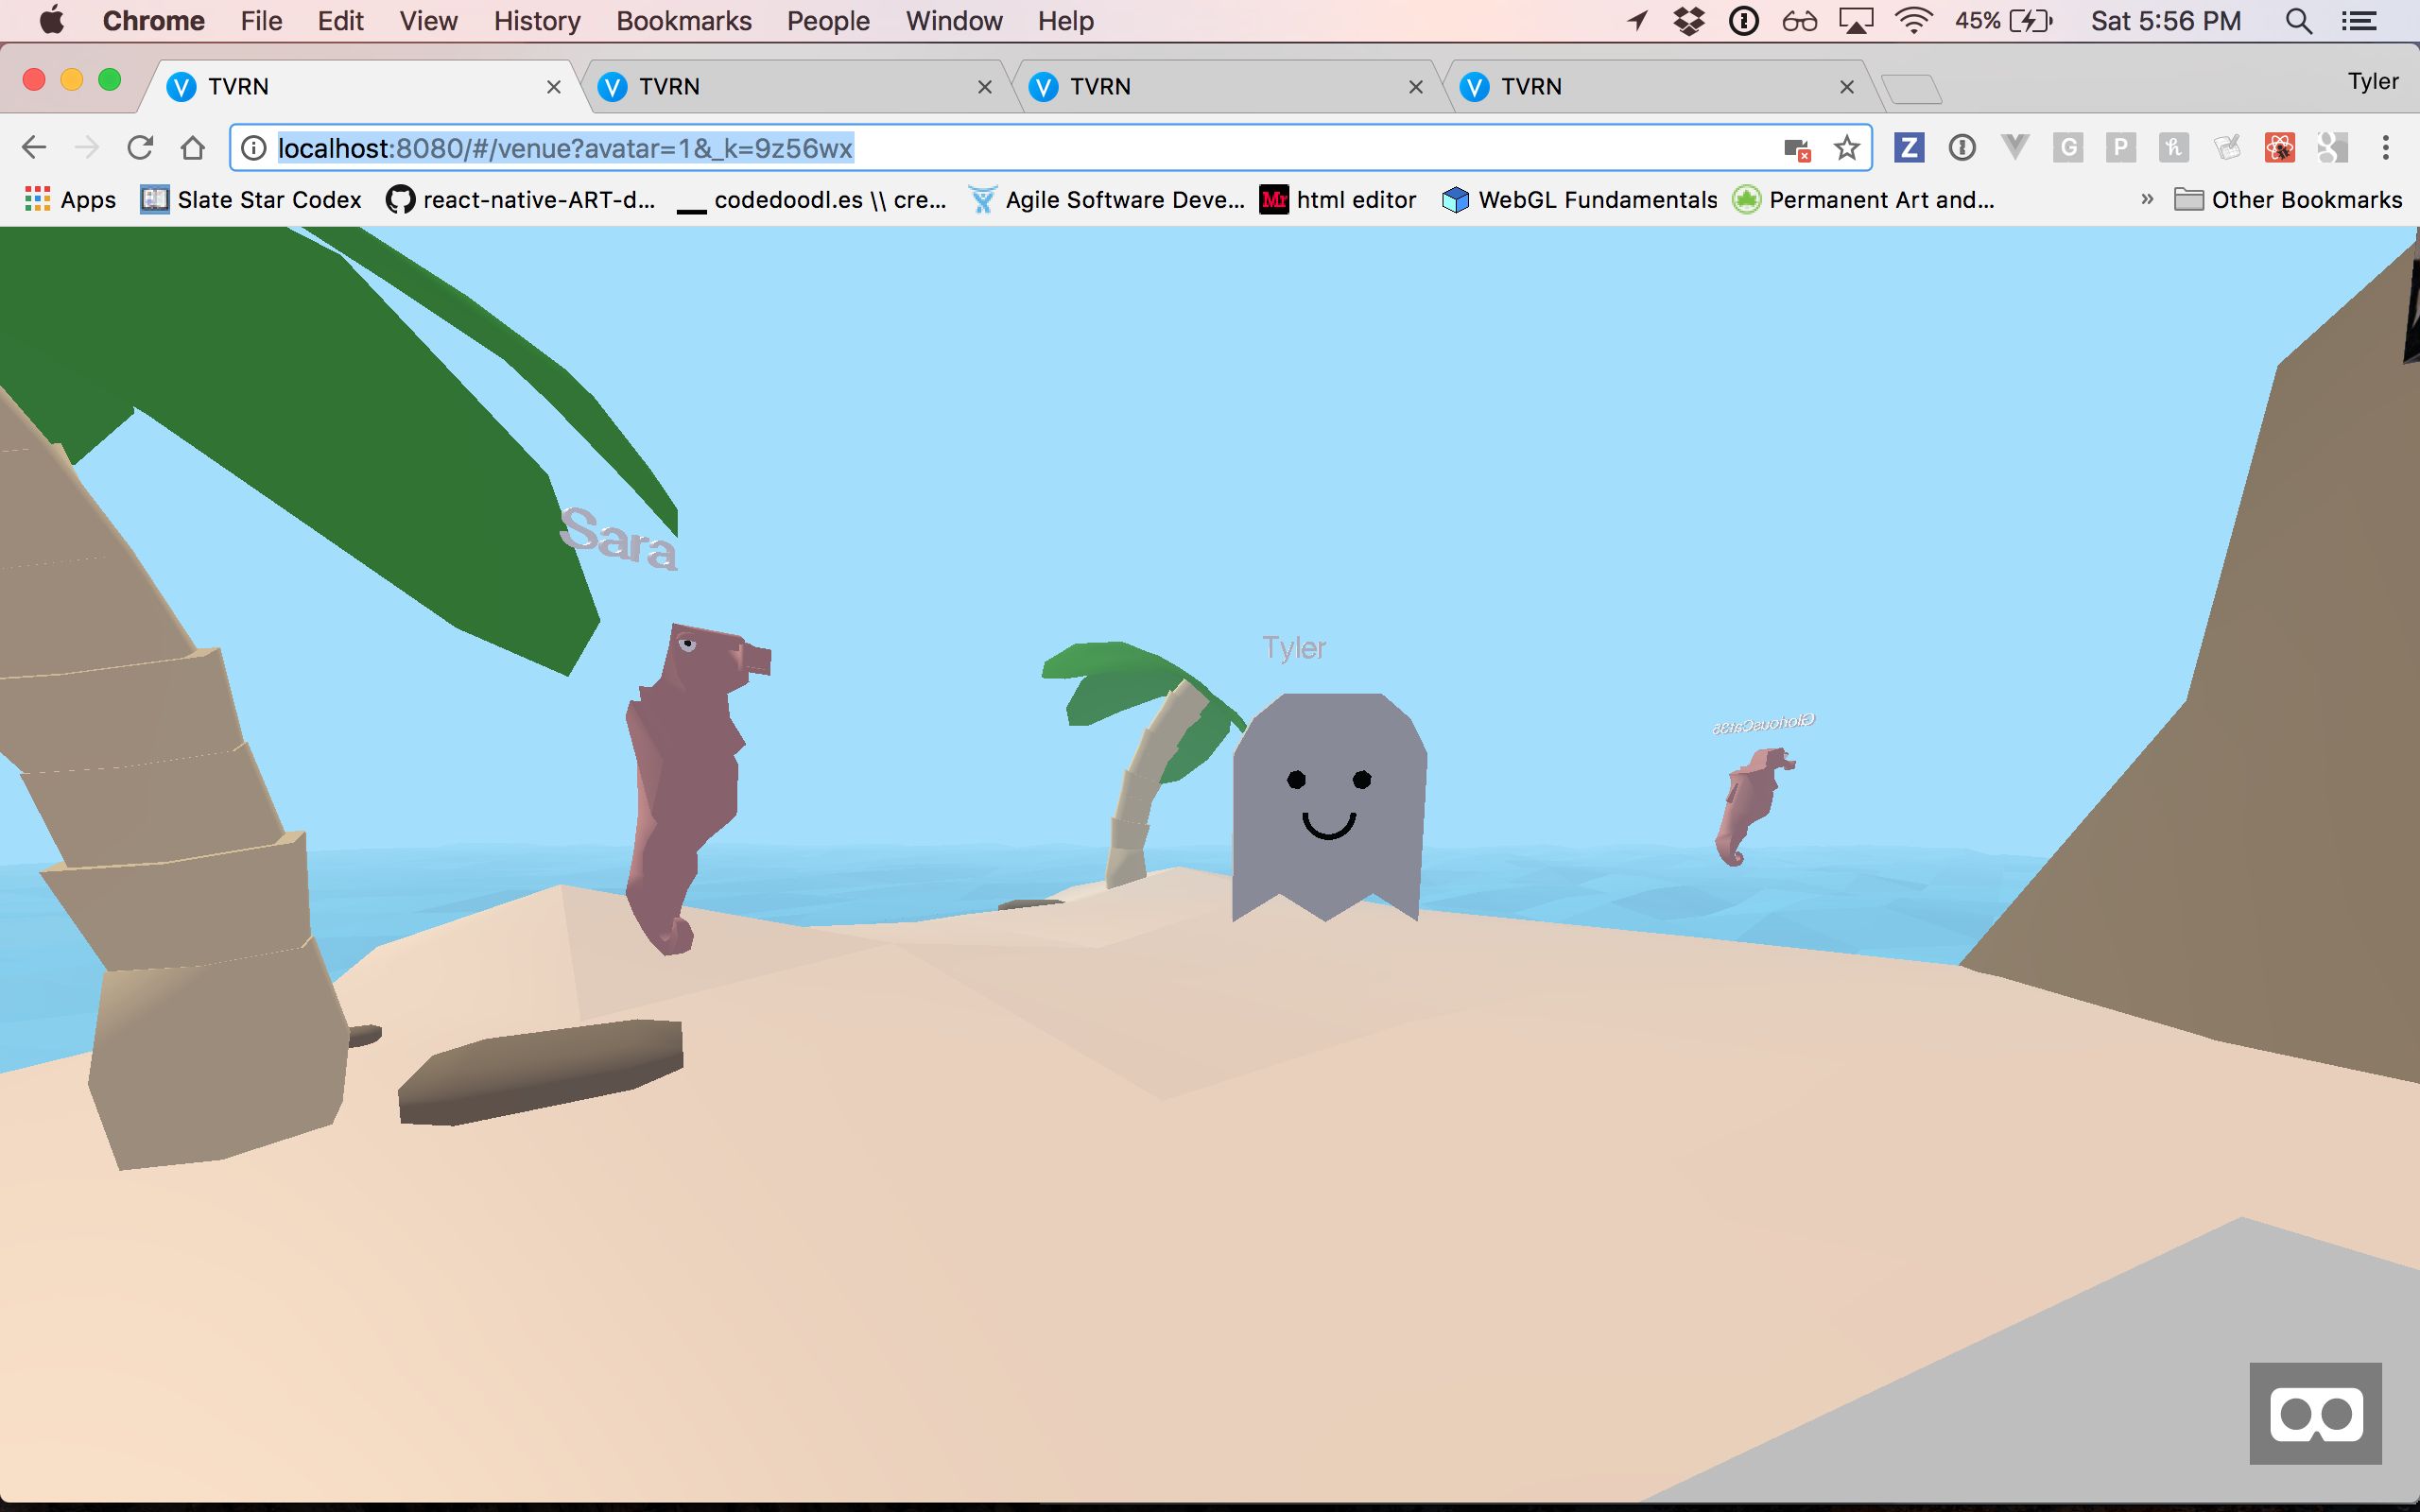 Chrome File Edit View History Bookmarks People Window Help 45% Sat 5:56 PM
TVRN TVRN TVRN TVRN Tyler
localhost:8080/#/venue?avatar=1&_k=9z56wx
Apps Slate Star Codex react-native-ART-d... codedoodl.es \\ cre... Agile Software Deve... Mr html editor WebGL Fundamentals Permanent Art and... » Other Bookmarks
Sara
Tyler
GloriousCat36